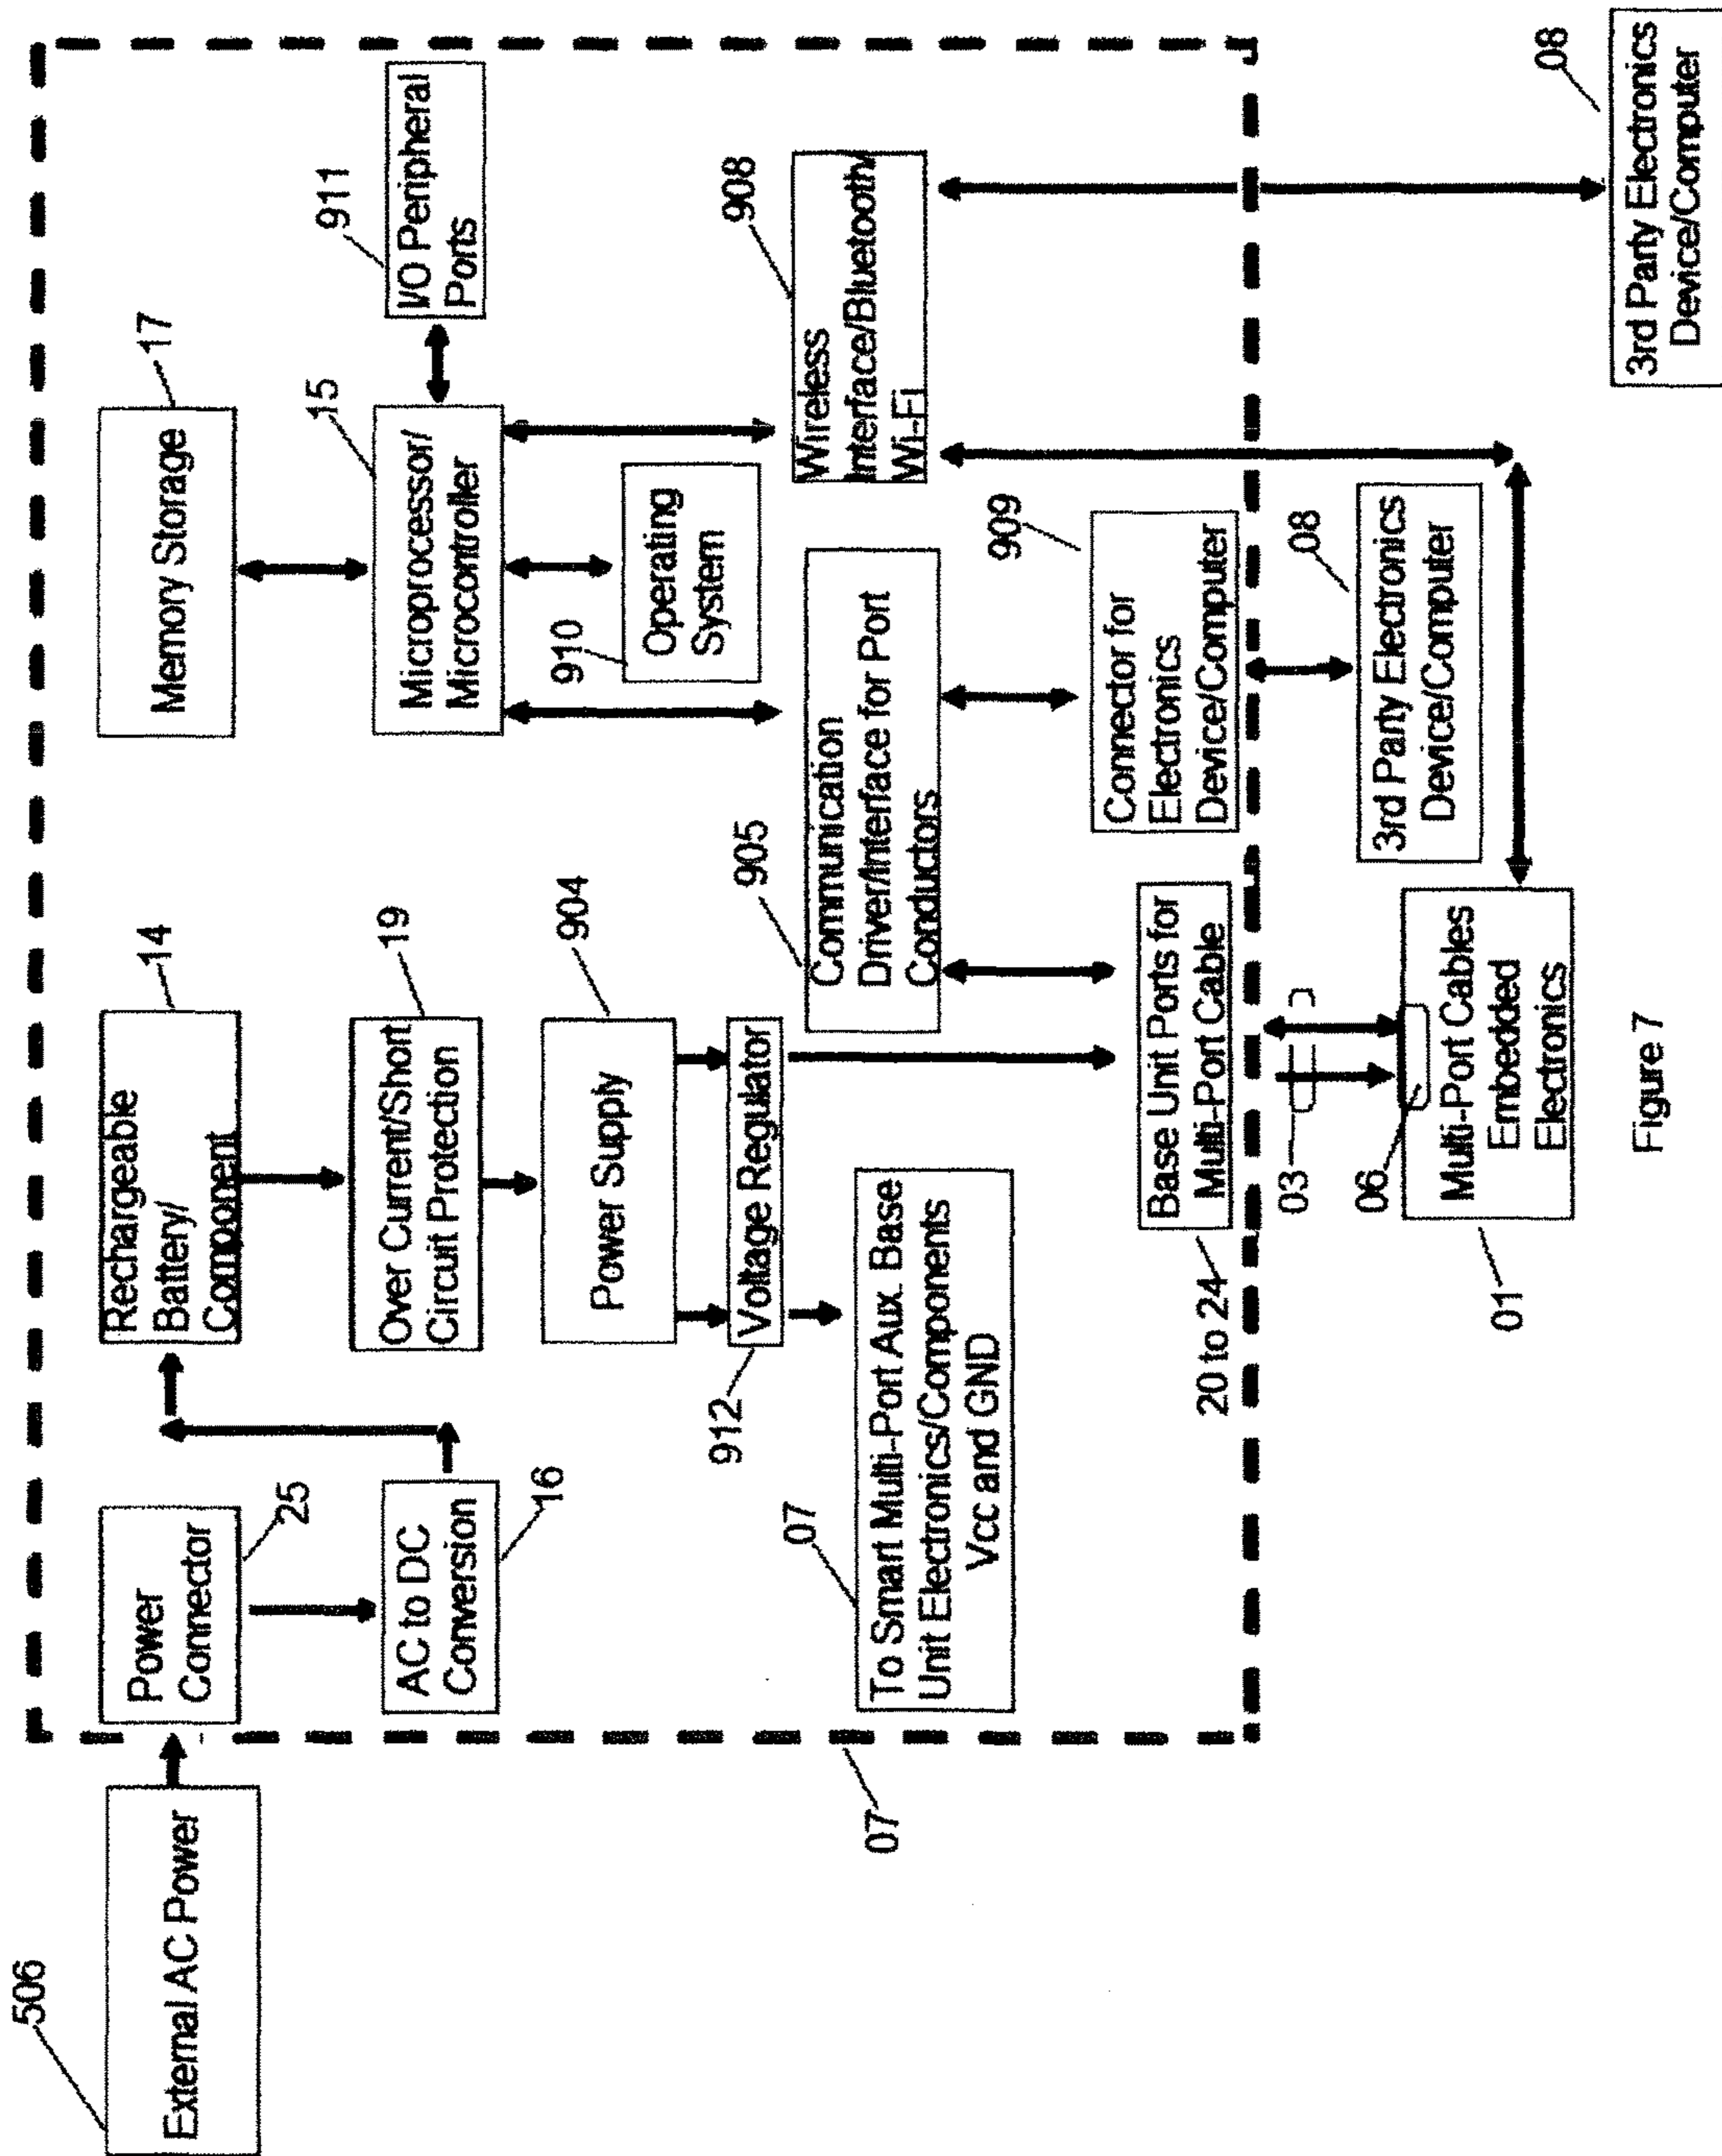 506
External AC Power
Power
Connector
25
AC to DC
Conversion
16
Rechargeable
Battery/
Component
14
Over Current/Short
Circuit Protection
19
Power Supply
904
Voltage Regulator
912
07
To Smart Multi-Port Aux. Base
Unit Electronics/Components
Vcc and GND
07
Memory Storage
17
Microprocessor/
Microcontroller
15
I/O Peripheral
Ports
911
910
Operating
System
905
Communication
Driver/Interface for Port
Conductors
Wireless
Interface/Bluetooth/
Wi-Fi
908
909
Connector for
Electronics
Device/Computer
Base Unit Ports for
Multi-Port Cable
20 to 24
03
06
Multi-Port Cables
Embedded
Electronics
01
08
3rd Party Electronics
Device/Computer
08
3rd Party Electronics
Device/Computer
Figure 7